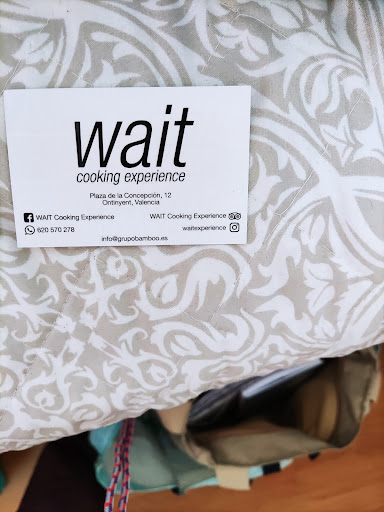 wait
cooking experience
Plaza de la Concepción, 12
Ontinyent, Valencia
WAIT Cooking Experience WAIT Cooking Experience
620 570 278 waitexperience
info@grupobamboo.es